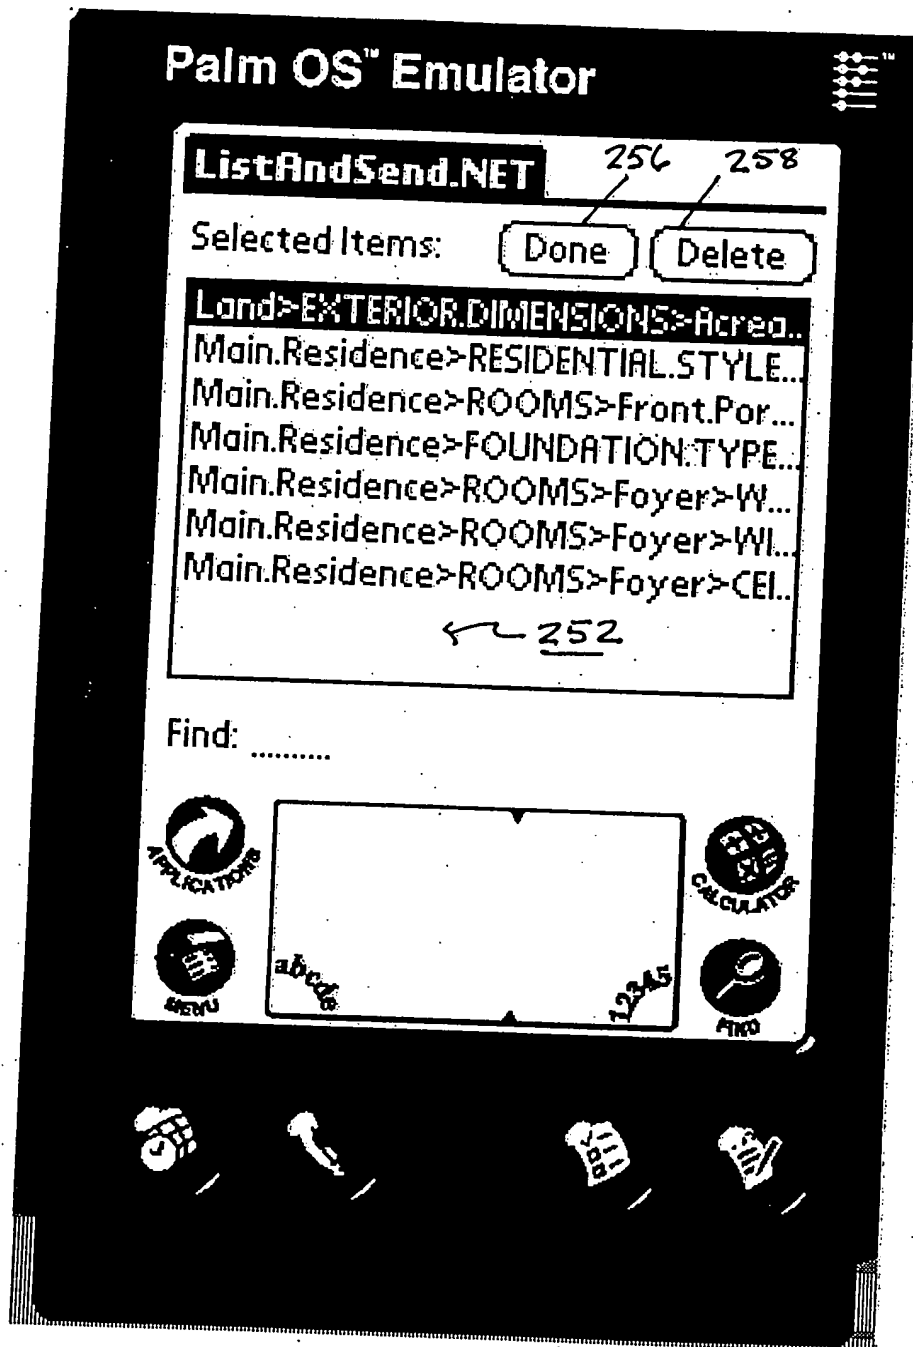 Palm OS™ Emulator
™
256 258
ListAndSend.NET
Selected Items: Done Delete
Land>EXTERIOR.DIMENSIONS>Acrea..
Main.Residence>RESIDENTIAL.STYLE...
Main.Residence>ROOMS>Front.Por...
Main.Residence>FOUNDATION.TYPE...
Main.Residence>ROOMS>Foyer>W...
Main.Residence>ROOMS>Foyer>WI...
Main.Residence>ROOMS>Foyer>CEI..
252
Find: .........
APPLICATIONS
CALCULATOR
MENU
abcde
12345
FIND